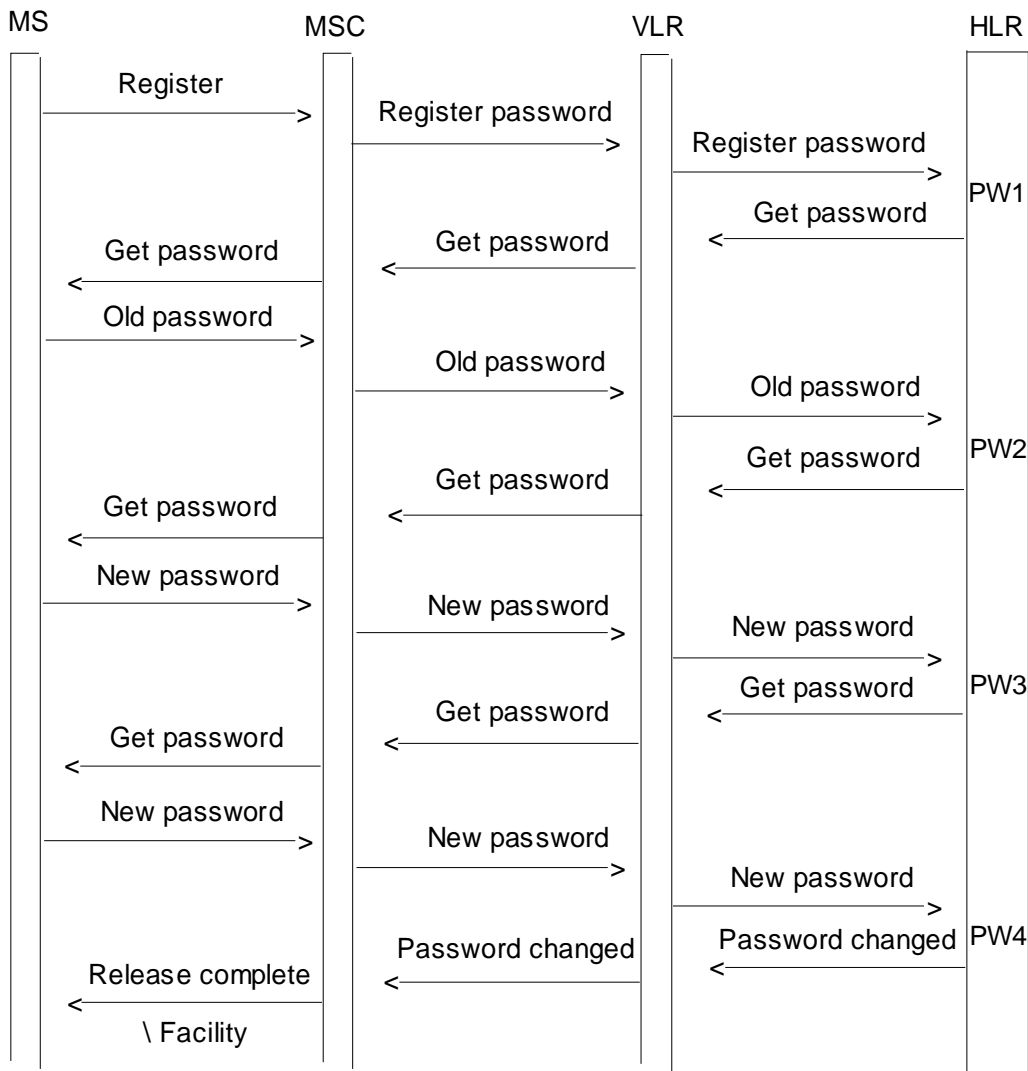 MS
MSC
VLR
HLR
Register
Register password
Register password
PW1
Get password
Get password
Get password
Old password
Old password
Old password
PW2
Get password
Get password
Get password
New password
New password
New password
PW3
Get password
Get password
Get password
New password
New password
New password
PW4
Password changed
Password changed
Release complete
\ Facility